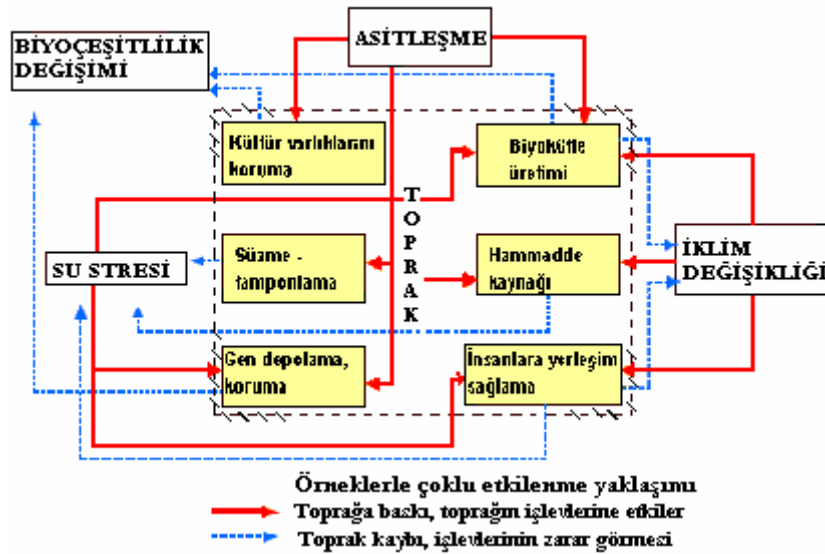 ASİTLEŞME
BİYOÇEŞİTLİLİK
DEĞİŞİMİ
Kültür varlıklarını
koruma
Biyokütle
üretimi
TOPRAK
SU STRESİ
Süzme -
tamponlama
Hammadde
kaynağı
İKLİM
DEĞİŞİKLİĞİ
Gen depolama,
koruma
İnsanlara yerleşim
sağlama
Örneklerle çoklu etkilenme yaklaşımı
Toprağa baskı, toprağın işlevlerine etkiler
Toprak kaybı, işlevlerinin zarar görmesi